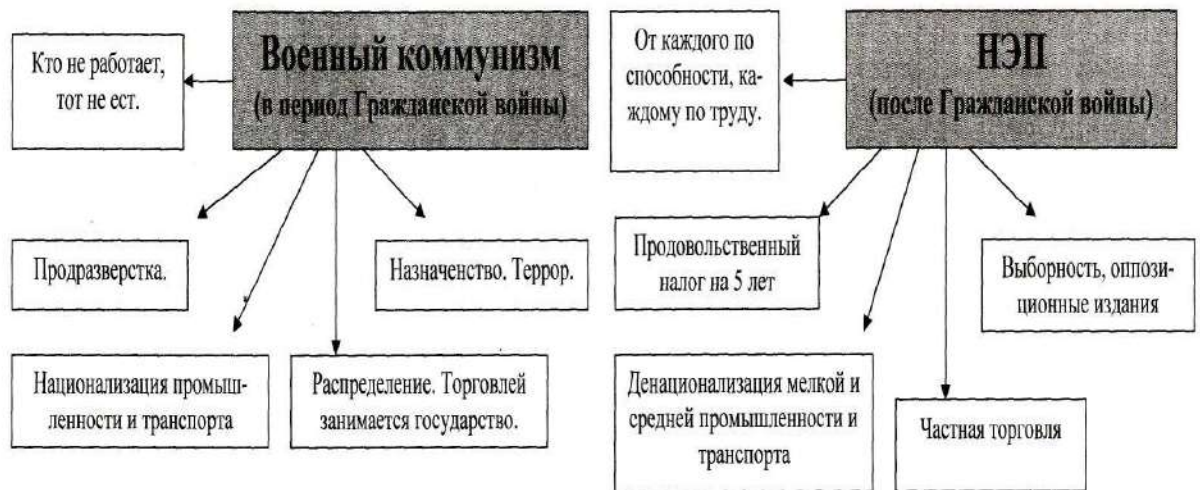 Военный коммунизм
(в период Гражданской войны)
Кто не работает,
тот не ест.
Продразверстка.
Назначенство. Террор.
Национализация промыш-
ленности и транспорта
Распределение. Торговлей
занимается государство.
НЭП
(после Гражданской войны)
От каждого по
способности, ка-
ждому по труду.
Продовольственный
налог на 5 лет
Выборность, оппози-
ционные издания
Денационализация мелкой и
средней промышленности и
транспорта
Частная торговля